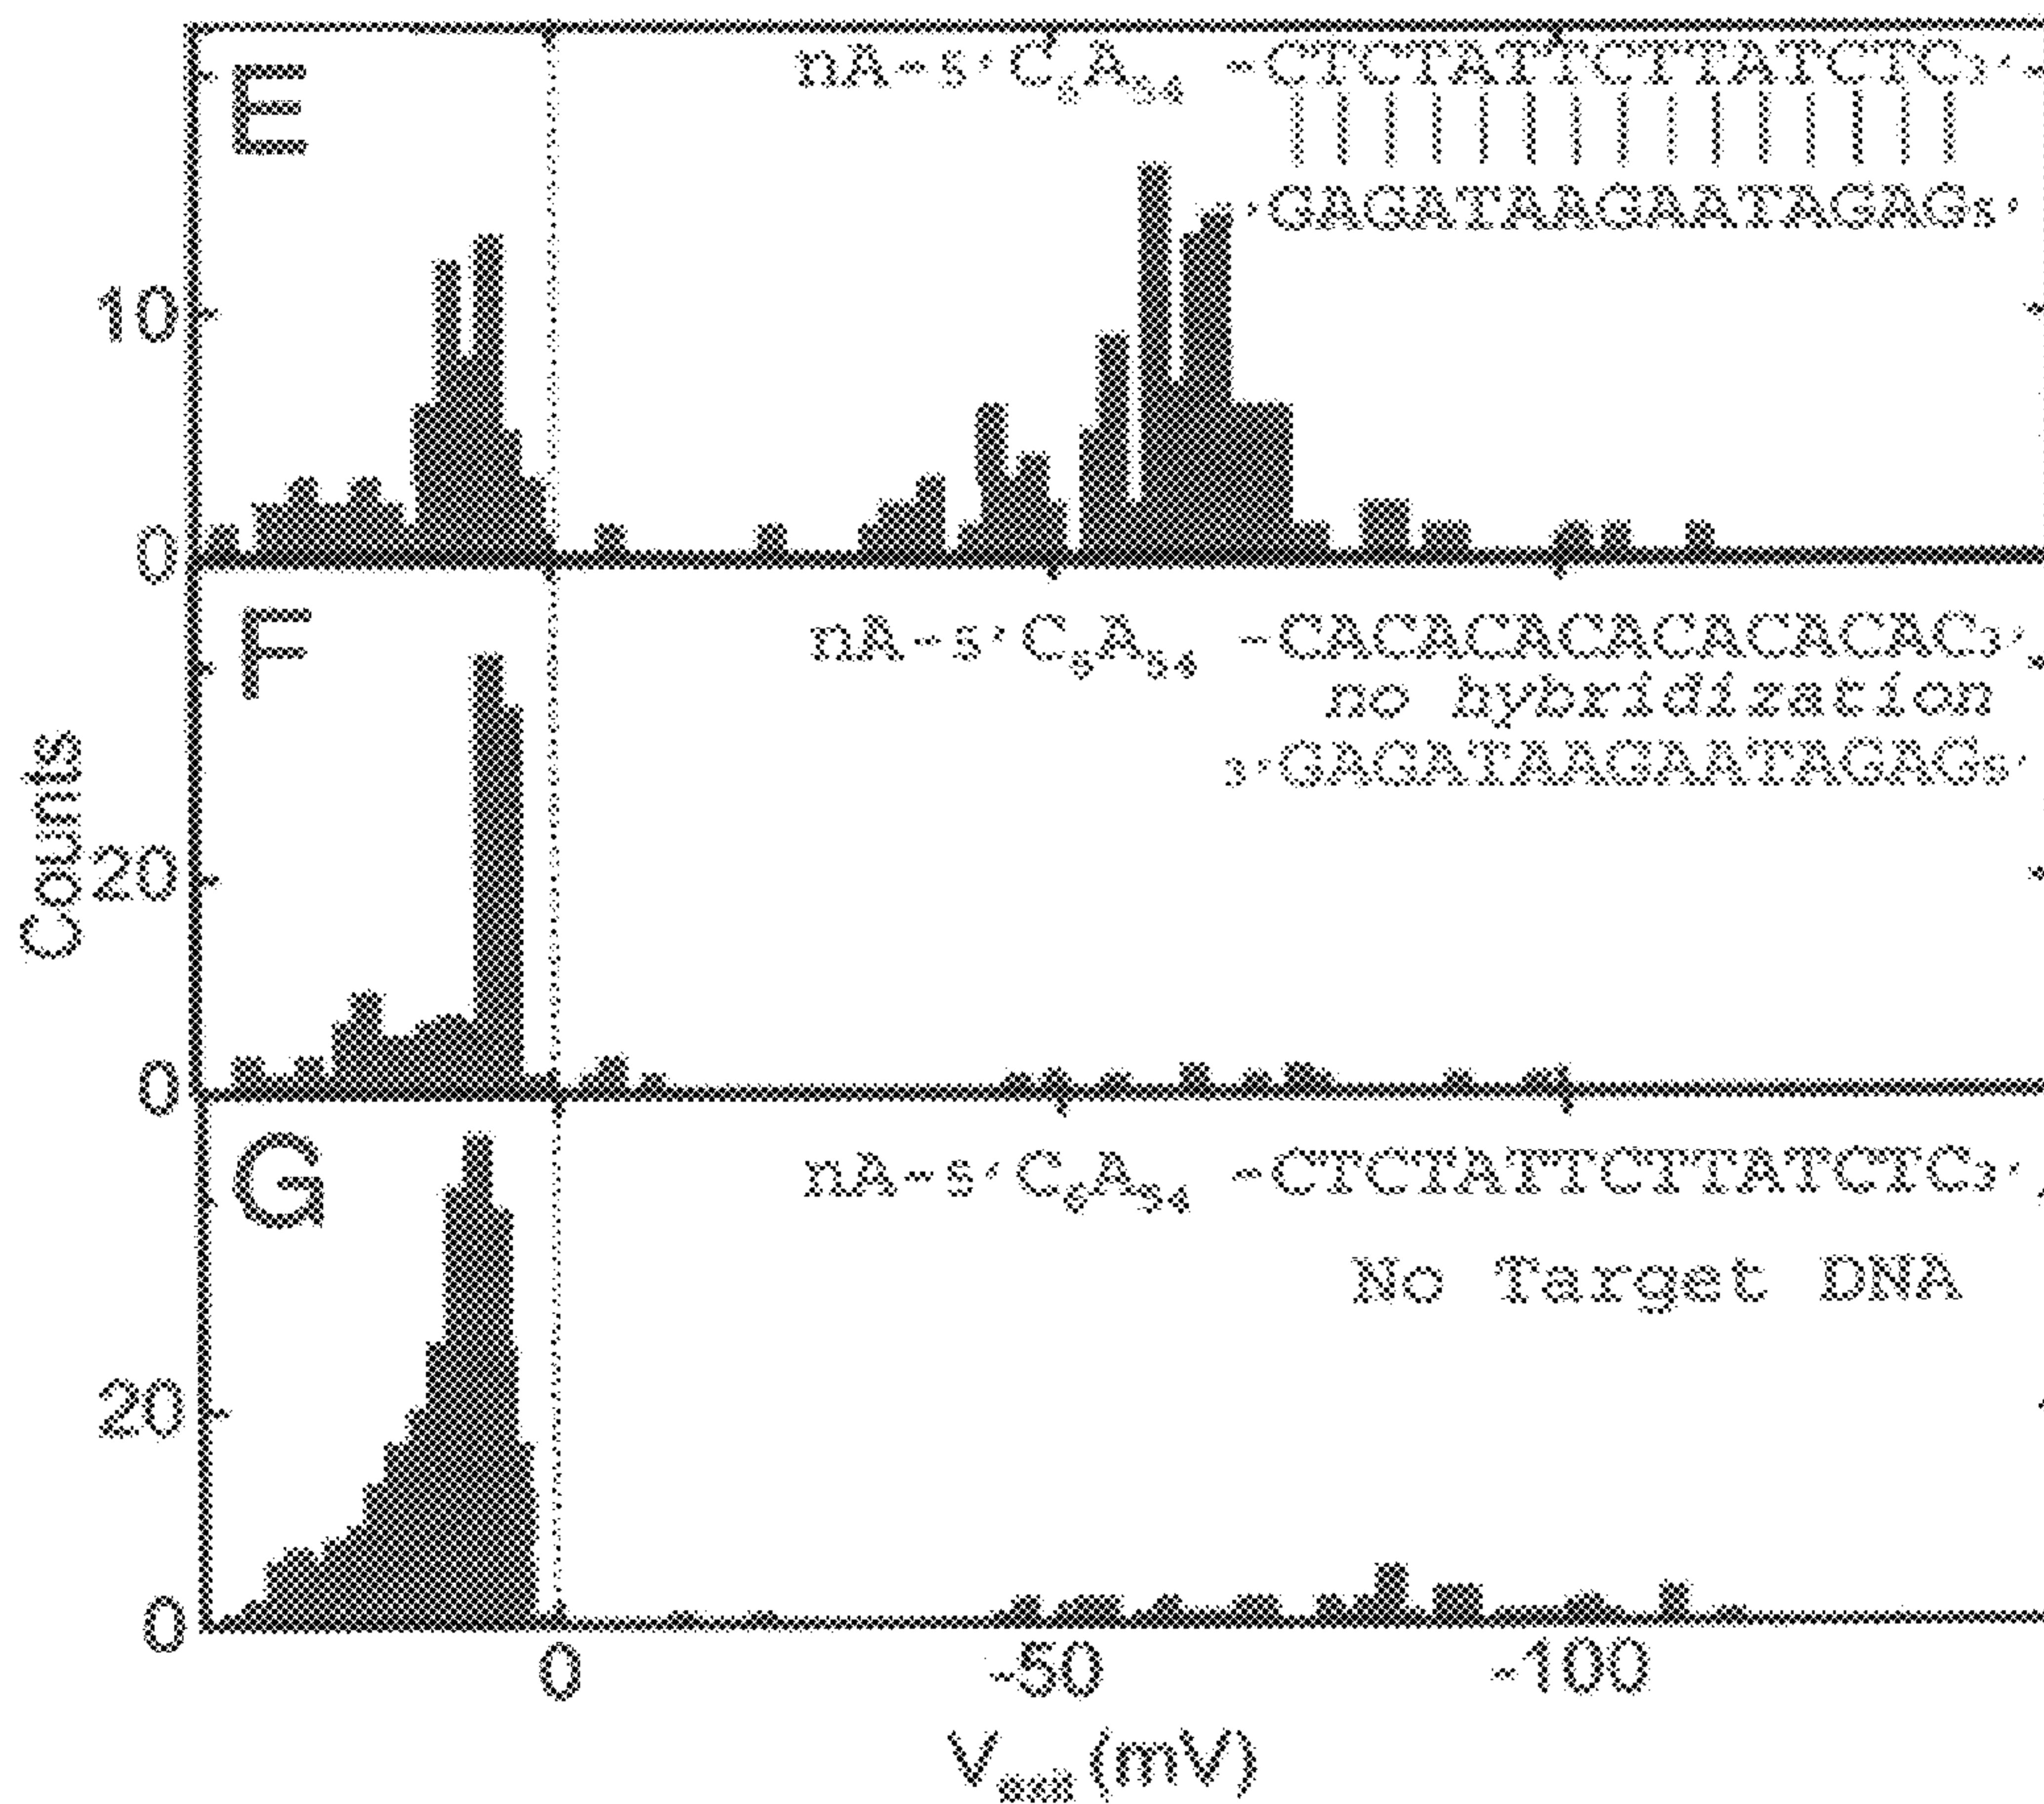 E
nA-5'C₆A₅₄ -CTCTATTCTTATCTC3'
'GAGATAAGAATAGAG5'
10
0
F
nA-5'C₆A₅₄ -CACACACACACACAC3'
no hybridization
3'GAGATAAGAATAGAG5'
Counts
20
0
G
nA-5'C₆A₅₄ -CTCTATTCTTATCTC3'
No Target DNA
20
0
0 -50 -100
V (mV)